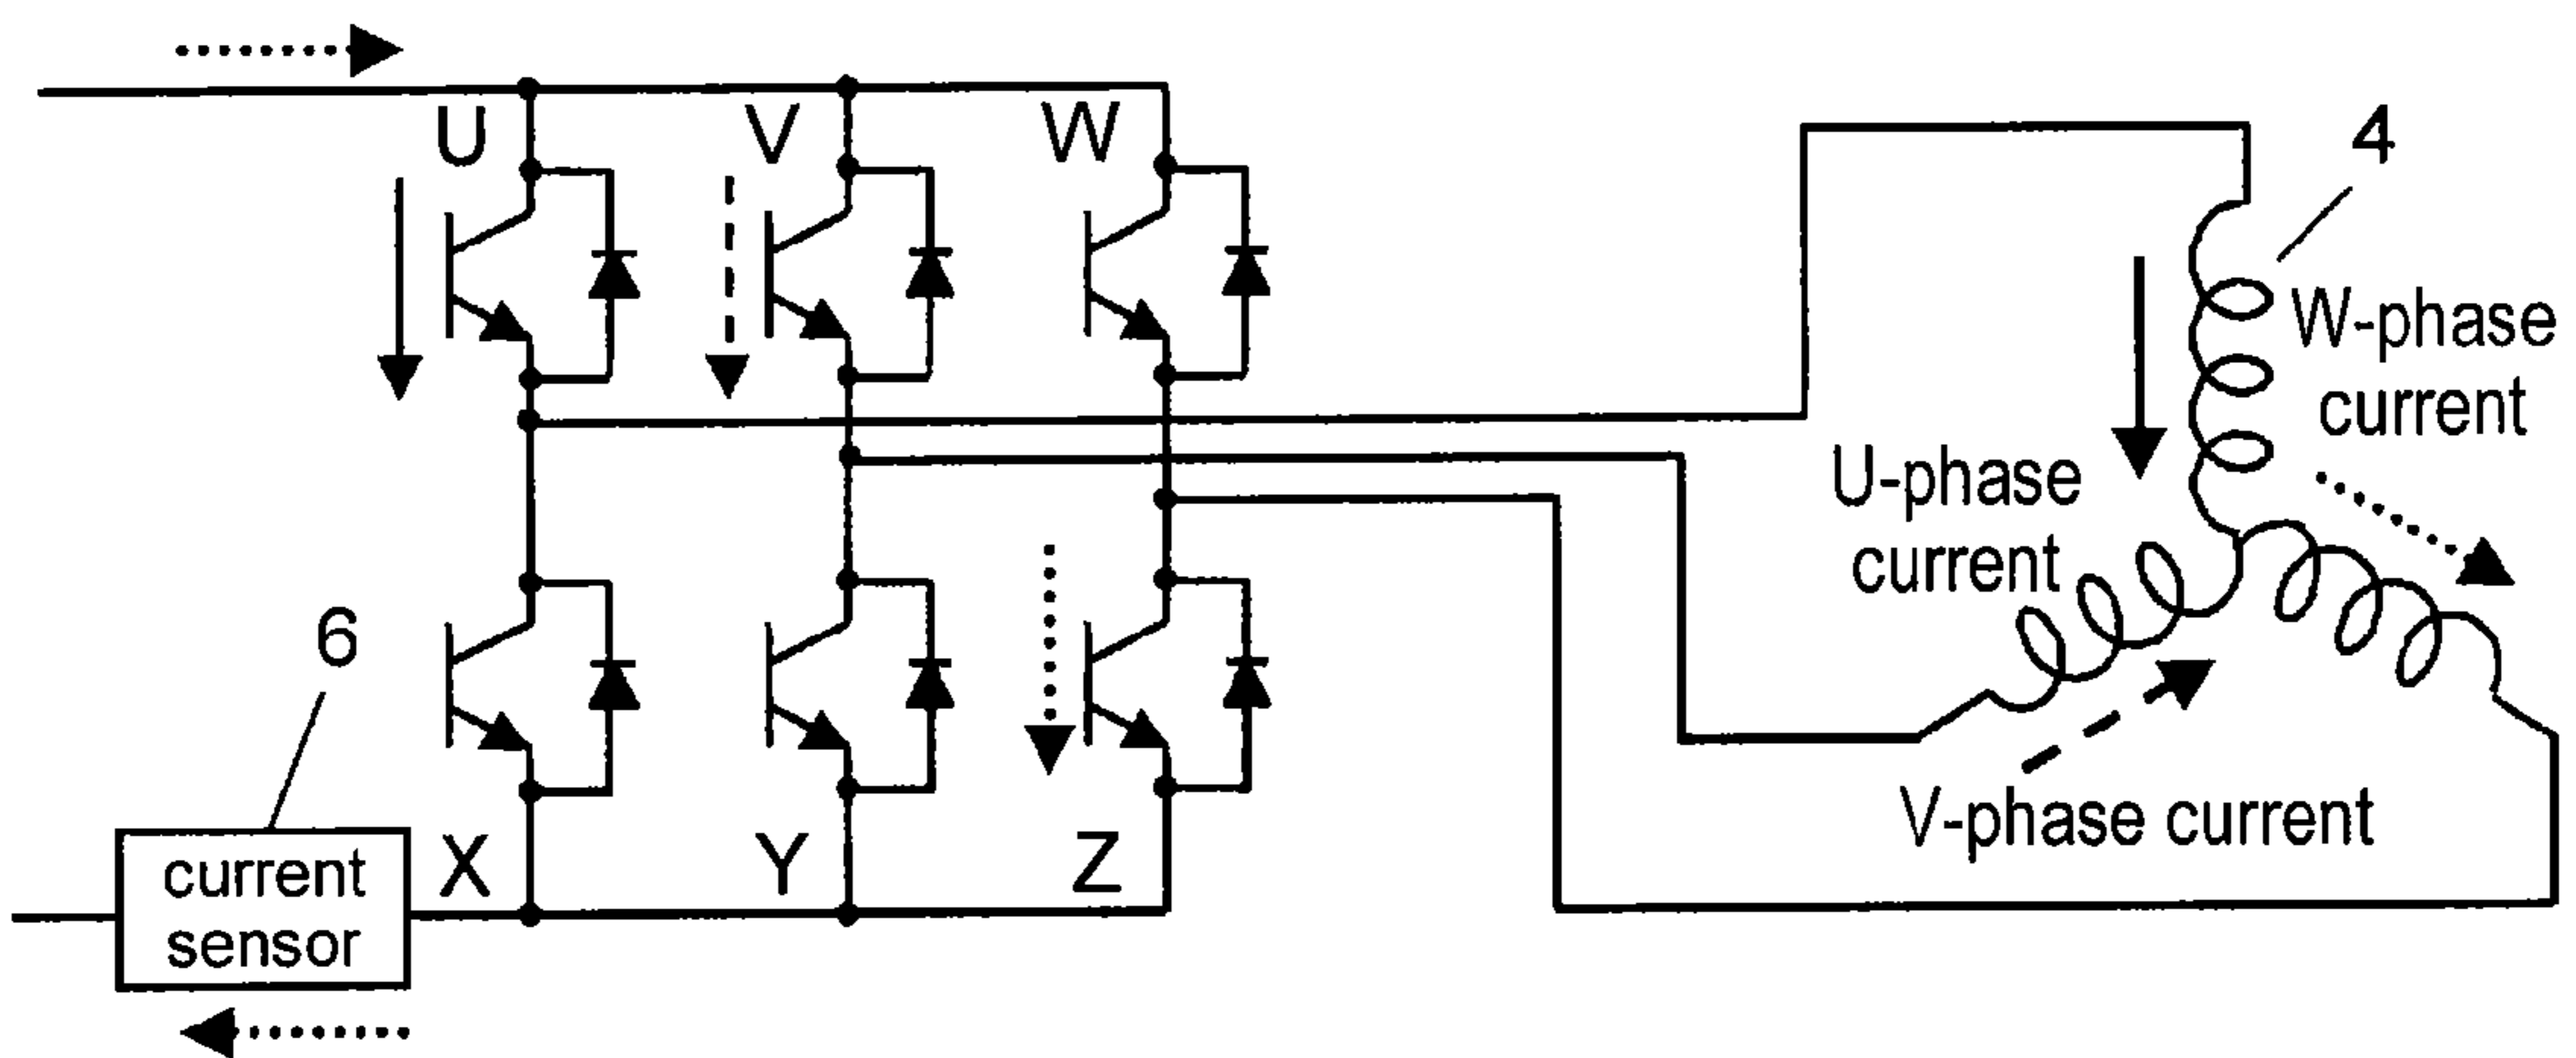 U
V
W
4
W-phase
current
U-phase
current
6
V-phase current
X
Y
Z
current
sensor